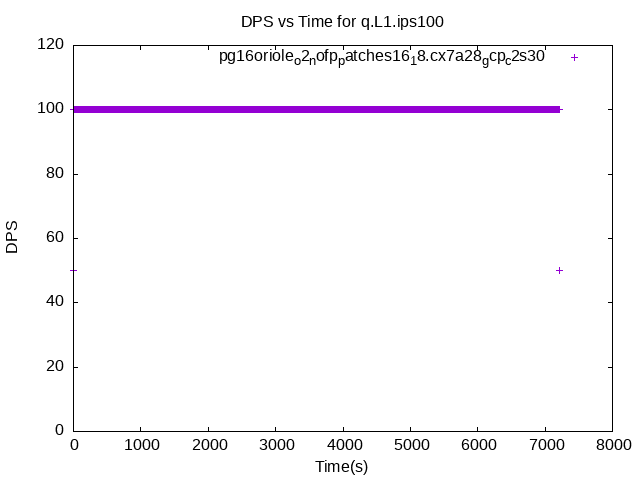 DPS vs Time for q.L1.ips100
120
pg16oriole_o2_nofp_patches16_18.cx7a28_gcp_c2s30
100
80
60
40
20
0
DPS
0 1000 2000 3000 4000 5000 6000 7000 8000
Time(s)